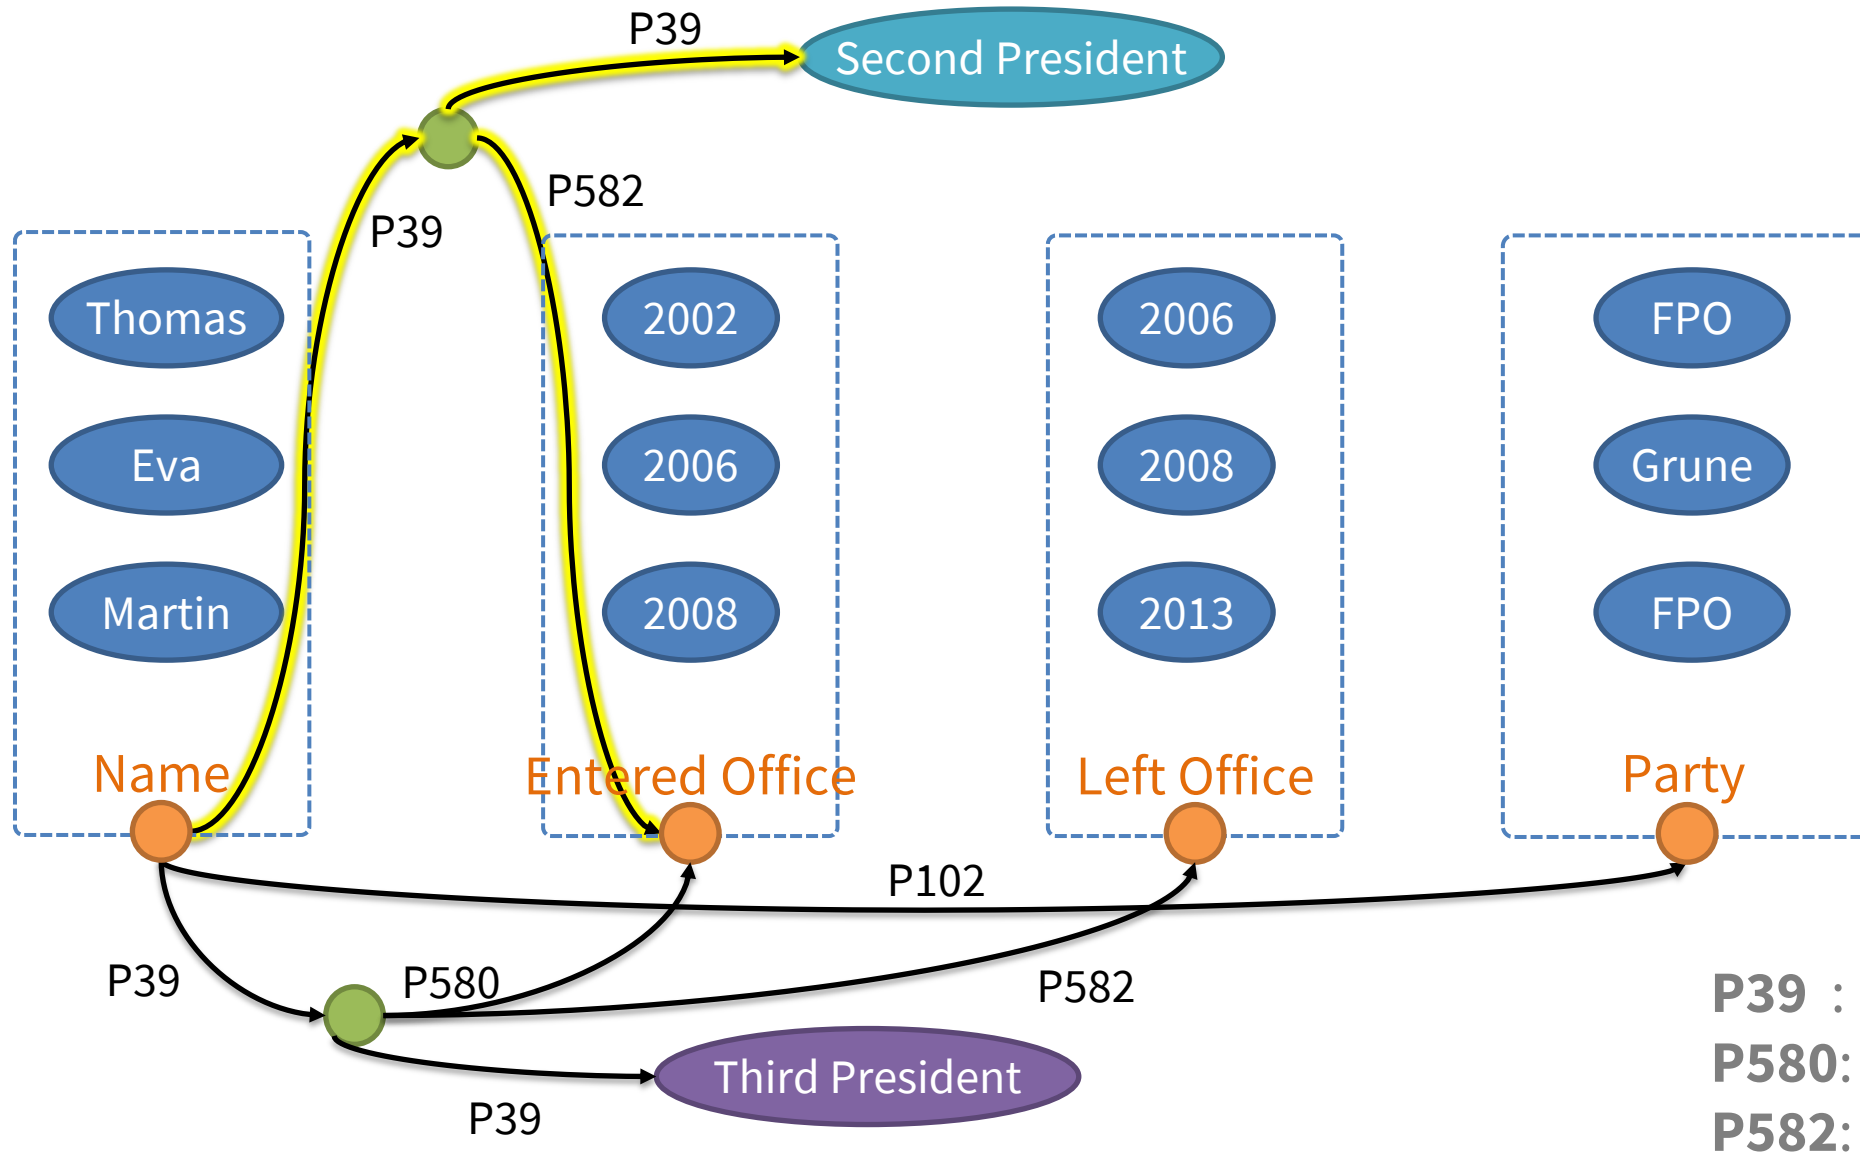 P39
Second President
P582
P39
Thomas
2002
2006
FPO
Eva
2006
2008
Grune
Martin
2008
2013
FPO
Name
Entered Office
Left Office
Party
P102
P39
P580
P582
P39 :
Third President
P580:
P39
P582: